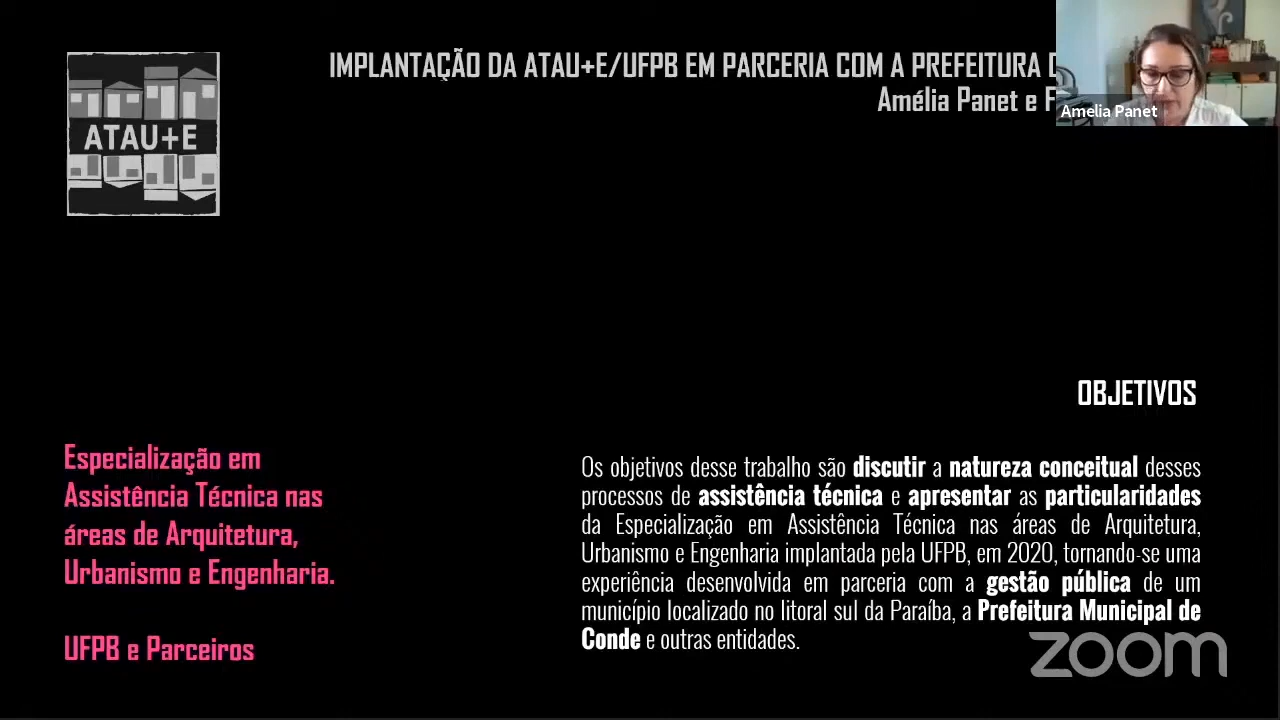 IMPLANTAÇÃO DA ATAU+E/UFPB EM PARCERIA COM A PREFEITURA
Amélia Panet e
Amelia Panet
ATAU+E
OBJETIVOS
Especialização em
Assistência Técnica nas
áreas de Arquitetura,
Urbanismo e Engenharia.
UFPB e Parceiros
Os objetivos desse trabalho são discutir a natureza conceitual desses
processos de assistência técnica e apresentar as particularidades
da Especialização em Assistência Técnica nas áreas de Arquitetura,
Urbanismo e Engenharia implantada pela UFPB, em 2020, tornando-se uma
experiência desenvolvida em parceria com a gestão pública de um
município localizado no litoral sul da Paraíba, a Prefeitura Municipal de
Conde e outras entidades.
zoom